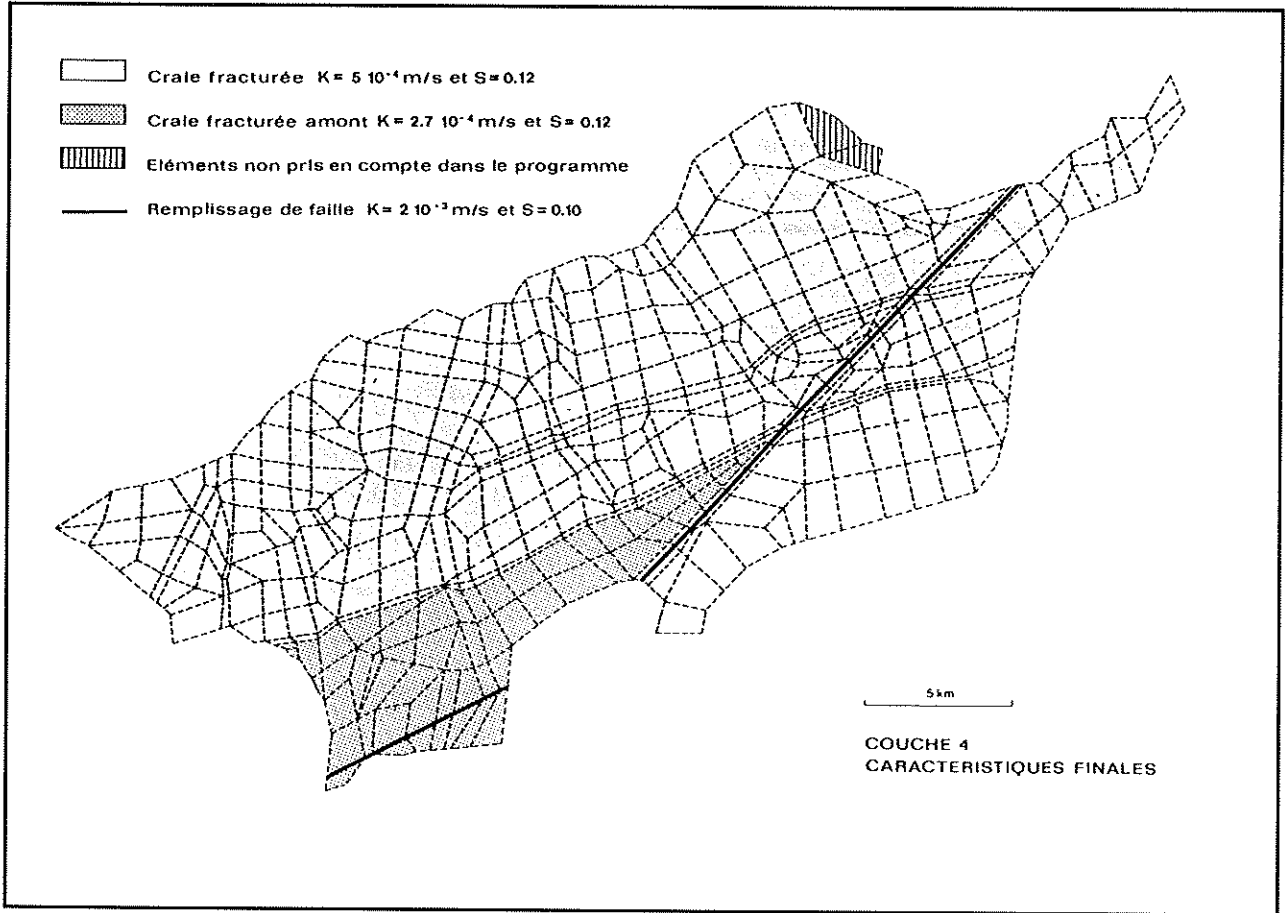 Craie fracturée K= 5 10⁻⁴ m/s et S=0.12
Craie fracturée amont K= 2.7 10⁻⁴ m/s et S= 0.12
Eléments non pris en compte dans le programme
Remplissage de faille K= 2 10⁻³ m/s et S=0.10
5 km
COUCHE 4
CARACTERISTIQUES FINALES